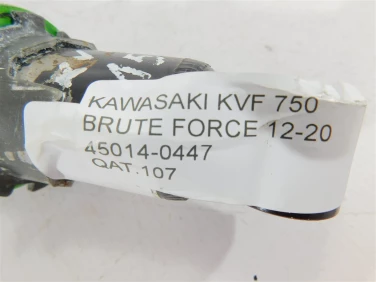 KAWASAKI KVF 750
BRUTE FORCE 12-20
45014-0447
QAT.107